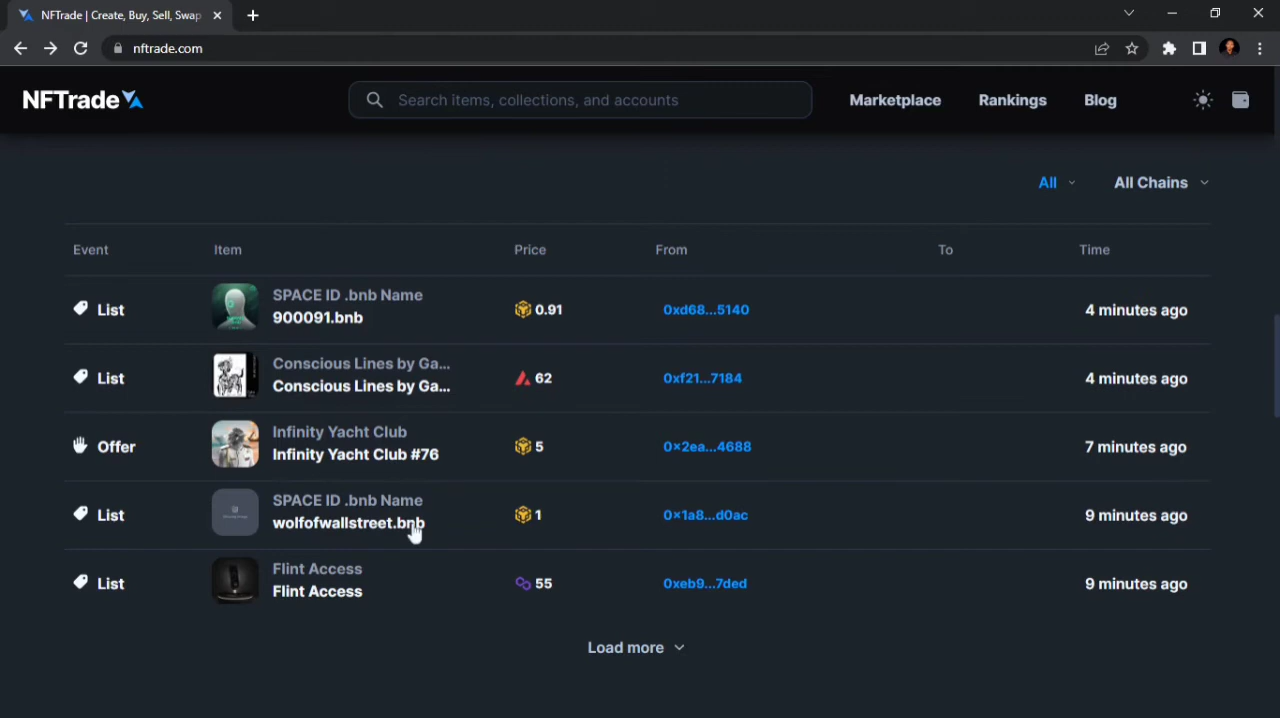 NFTrade | Create, Buy, Sell, Swap
nftrade.com
NFTrade
Search items, collections, and accounts
Marketplace
Rankings
Blog
All
All Chains
Event Item Price From To Time
SPACE ID .bnb Name
List 900091.bnb 0.91 0xd68...5140 4 minutes ago
Conscious Lines by Ga...
List Conscious Lines by Ga... 62 0xf21...7184 4 minutes ago
Infinity Yacht Club
Offer Infinity Yacht Club #76 5 0x2ea...4688 7 minutes ago
SPACE ID .bnb Name
List wolfofwallstreet.bnb 1 0x1a8...d0ac 9 minutes ago
Flint Access
List Flint Access 55 0xeb9...7ded 9 minutes ago
Load more